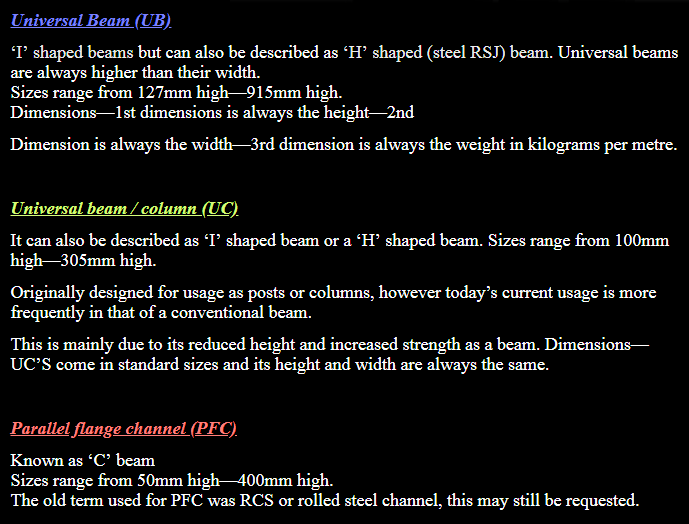 Universal Beam (UB)
‘I’ shaped beams but can also be described as ‘H’ shaped (steel RSJ) beam. Universal beams
are always higher than their width.
Sizes range from 127mm high—915mm high.
Dimensions—1st dimensions is always the height—2nd
Dimension is always the width—3rd dimension is always the weight in kilograms per metre.
Universal beam / column (UC)
It can also be described as ‘I’ shaped beam or a ‘H’ shaped beam. Sizes range from 100mm
high—305mm high.
Originally designed for usage as posts or columns, however today’s current usage is more
frequently in that of a conventional beam.
This is mainly due to its reduced height and increased strength as a beam. Dimensions—
UC’S come in standard sizes and its height and width are always the same.
Parallel flange channel (PFC)
Known as ‘C’ beam
Sizes range from 50mm high—400mm high.
The old term used for PFC was RCS or rolled steel channel, this may still be requested.